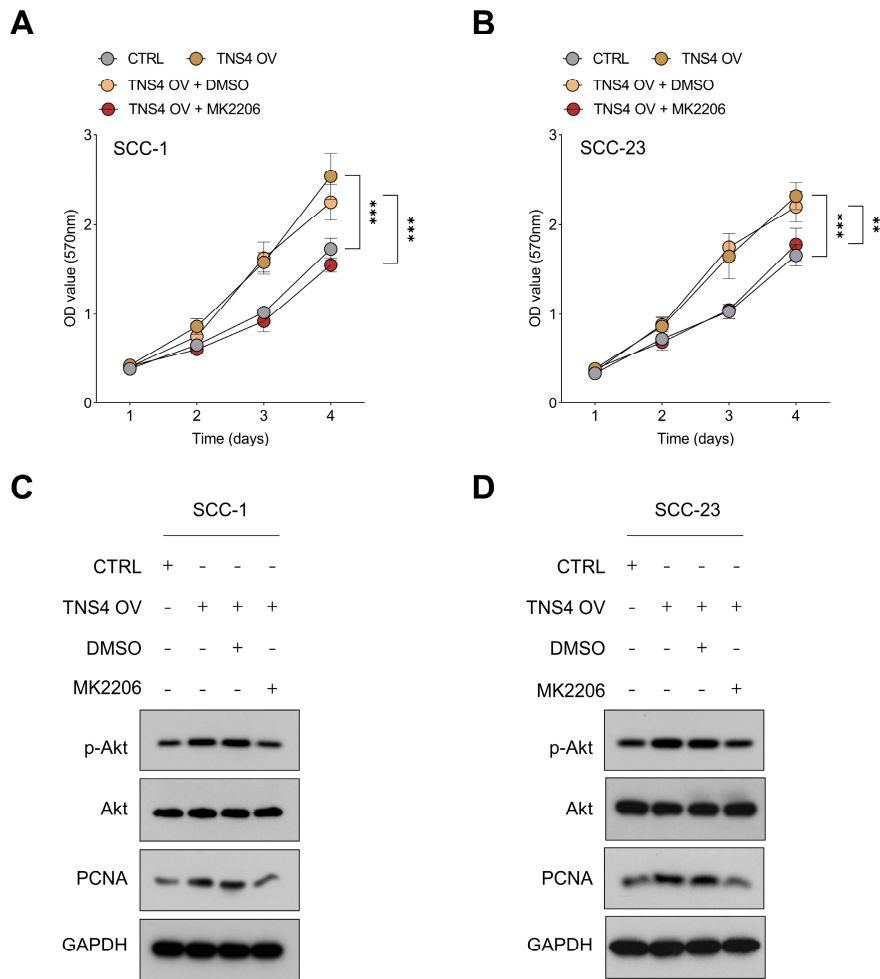 A
CTRL TNS4 OV
TNS4 OV + DMSO
TNS4 OV + MK2206
SCC-1
OD value (570nm)
3
2
1
0
1 2 3 4
Time (days)
***
***
B
CTRL TNS4 OV
TNS4 OV + DMSO
TNS4 OV + MK2206
SCC-23
OD value (570nm)
3
2
1
0
1 2 3 4
Time (days)
***
**
C
SCC-1
CTRL + - - -
TNS4 OV - + + +
DMSO - - + -
MK2206 - - - +
p-Akt
Akt
PCNA
GAPDH
D
SCC-23
CTRL + - - -
TNS4 OV - + + +
DMSO - - + -
MK2206 - - - +
p-Akt
Akt
PCNA
GAPDH